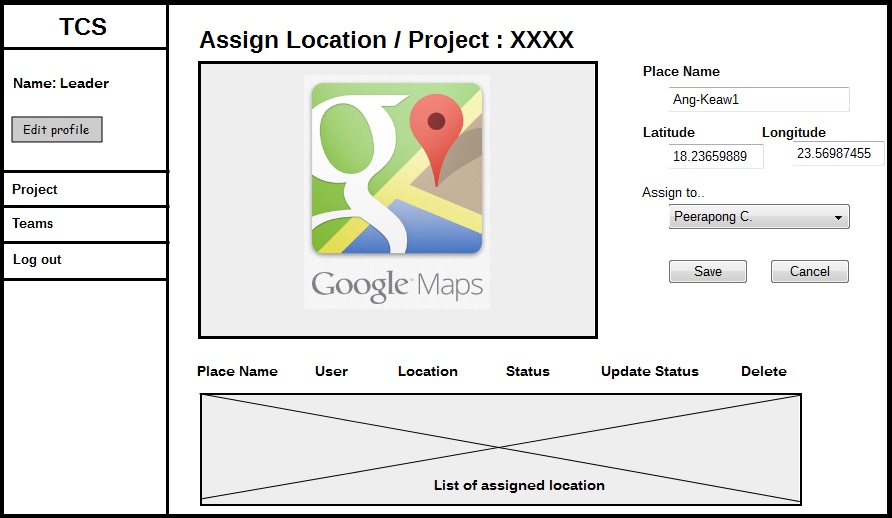 TCS
Name: Leader
Edit profile
Project
Teams
Log out
Assign Location / Project : XXXX
Google Maps
Place Name
Ang-Keaw1
Latitude Longitude
18.23659889 23.56987455
Assign to..
Peerapong C.
Save Cancel
Place Name User Location Status Update Status Delete
List of assigned location